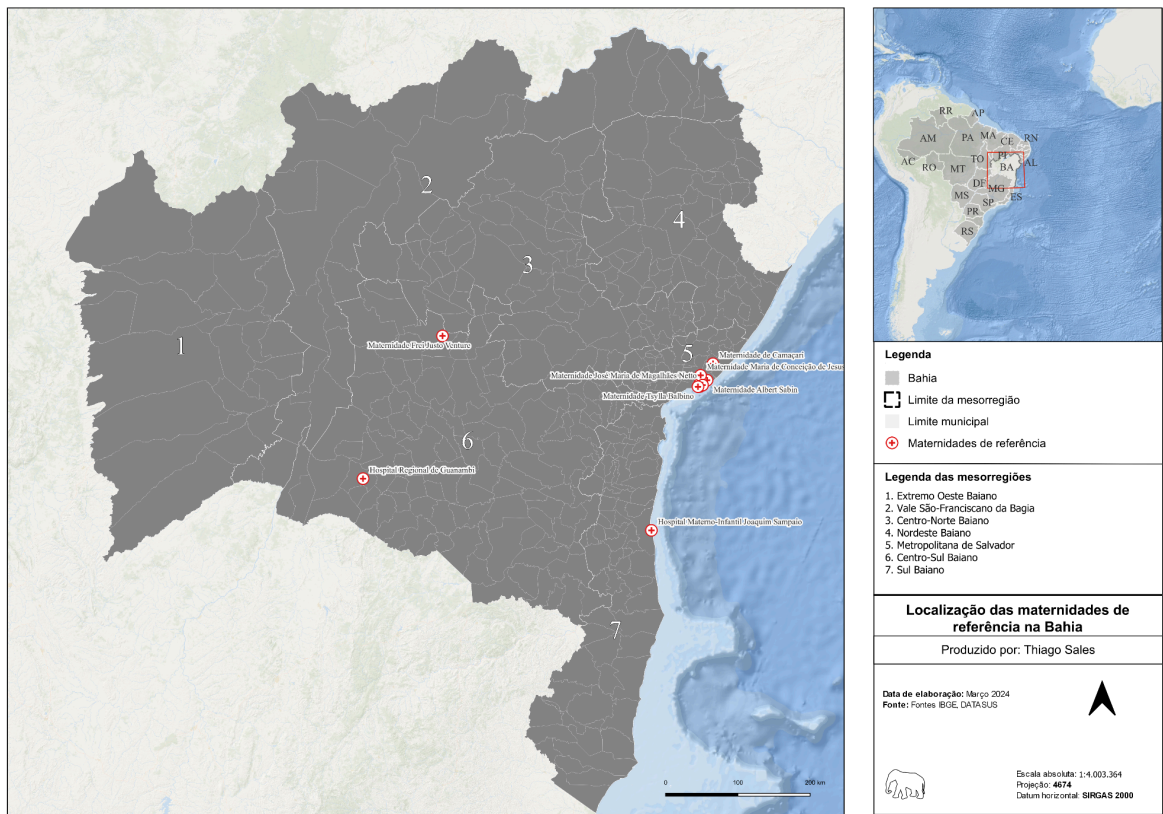 2
4
3
1
Maternidade Frei Justo Venture
5
Maternidade de Camaçari
Maternidade Maria de Conceição de Jesus
Maternidade José Maria de Magalhães Netto
Maternidade Albert Sabin
Maternidade Tsylla Balbino
6
Hospital Regional de Guanambi
Hospital Materno-Infantil Joaquim Sampaio
7
0 100 200 km
RR AP
AM PA MA CE RN
PI
AC RO MT TO BA AL
DF
MG
MS ES
SP
PR
RS
Legenda
Bahia
Limite da mesorregião
Limite municipal
Maternidades de referência
Legenda das mesorregiões
1. Extremo Oeste Baiano
2. Vale São-Franciscano da Bagia
3. Centro-Norte Baiano
4. Nordeste Baiano
5. Metropolitana de Salvador
6. Centro-Sul Baiano
7. Sul Baiano
Localização das maternidades de
referência na Bahia
Produzido por: Thiago Sales
Data de elaboração: Março 2024
Fonte: Fontes IBGE, DATASUS
Escala absoluta: 1:4.003.364
Projeção: 4674
Datum horizontal: SIRGAS 2000